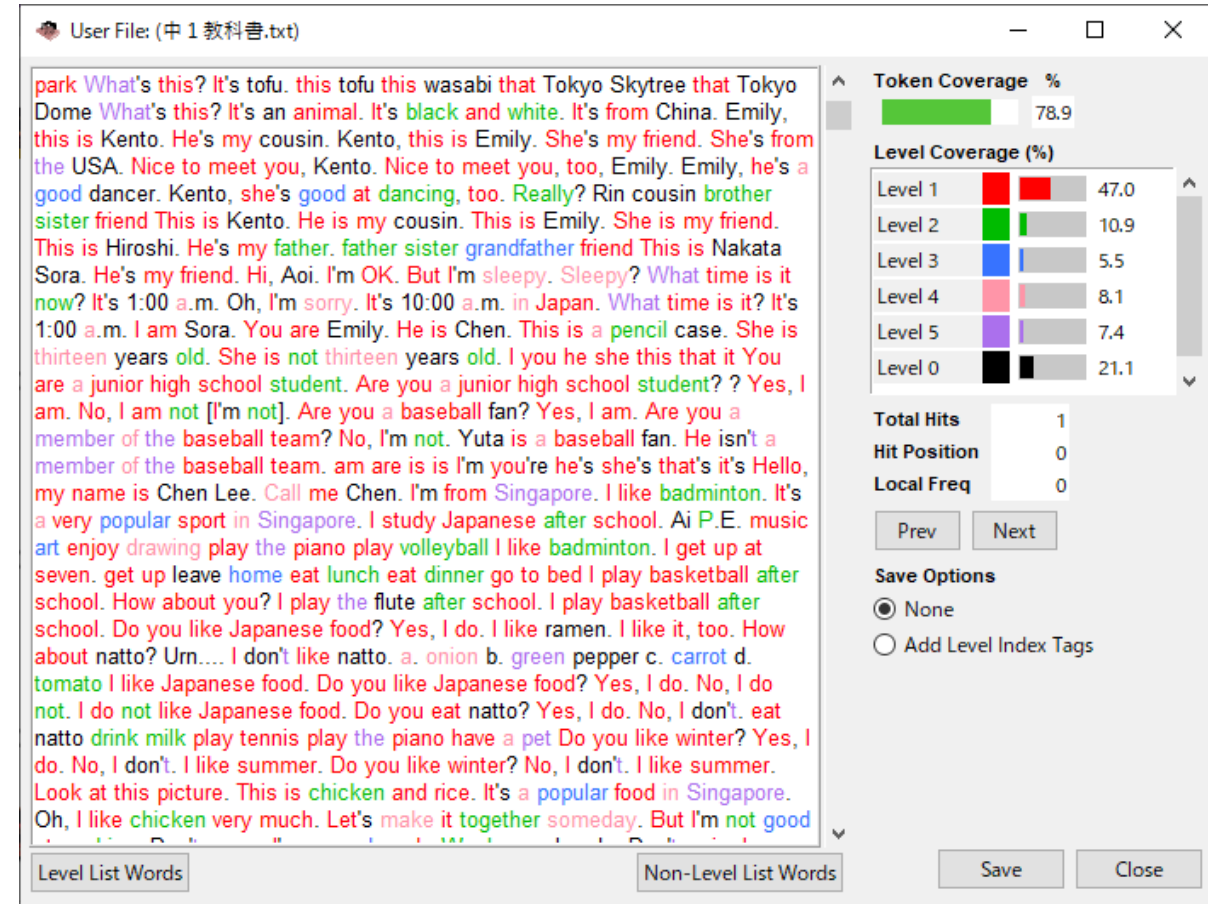 User File: (中 1 教科書.txt)
park What's this? It's tofu. this tofu this wasabi that Tokyo Skytree that Tokyo
Dome What's this? It's an animal. It's black and white. It's from China. Emily,
this is Kento. He's my cousin. Kento, this is Emily. She's my friend. She's from
the USA. Nice to meet you, Kento. Nice to meet you, too, Emily. Emily, he's a
good dancer. Kento, she's good at dancing, too. Really? Rin cousin brother
sister friend This is Kento. He is my cousin. This is Emily. She is my friend.
This is Hiroshi. He's my father. father sister grandfather friend This is Nakata
Sora. He's my friend. Hi, Aoi. I'm OK. But I'm sleepy. Sleepy? What time is it
now? It's 1:00 a.m. Oh, I'm sorry. It's 10:00 a.m. in Japan. What time is it? It's
1:00 a.m. I am Sora. You are Emily. He is Chen. This is a pencil case. She is
thirteen years old. She is not thirteen years old. I you he she this that it You
are a junior high school student. Are you a junior high school student? ? Yes, I
am. No, I am not [I'm not]. Are you a baseball fan? Yes, I am. Are you a
member of the baseball team? No, I'm not. Yuta is a baseball fan. He isn't a
member of the baseball team. am are is is I'm you're he's she's that's it's Hello,
my name is Chen Lee. Call me Chen. I'm from Singapore. I like badminton. It's
a very popular sport in Singapore. I study Japanese after school. Ai P.E. music
art enjoy drawing play the piano play volleyball I like badminton. I get up at
seven. get up leave home eat lunch eat dinner go to bed I play basketball after
school. How about you? I play the flute after school. I play basketball after
school. Do you like Japanese food? Yes, I do. I like ramen. I like it, too. How
about natto? Urn.... I don't like natto. a. onion b. green pepper c. carrot d.
tomato I like Japanese food. Do you like Japanese food? Yes, I do. No, I do
not. I do not like Japanese food. Do you eat natto? Yes, I do. No, I don't. eat
natto drink milk play tennis play the piano have a pet Do you like winter? Yes, I
do. No, I don't. I like summer. Do you like winter? No, I don't. I like summer.
Look at this picture. This is chicken and rice. It's a popular food in Singapore.
Oh, I like chicken very much. Let's make it together someday. But I'm not good
Level List Words
Non-Level List Words
Token Coverage %
78.9
Level Coverage (%)
Level 1 47.0
Level 2 10.9
Level 3 5.5
Level 4 8.1
Level 5 7.4
Level 0 21.1
Total Hits 1
Hit Position 0
Local Freq 0
Prev Next
Save Options
None
Add Level Index Tags
Save Close